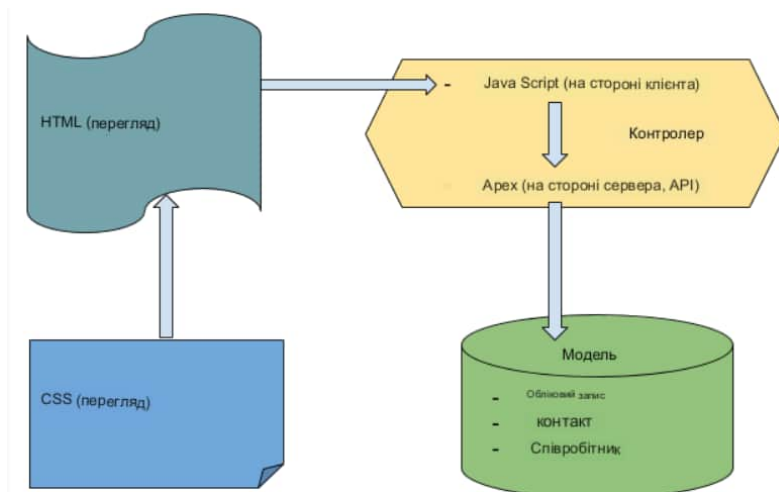 HTML (перегляд)
- Java Script (на стороні клієнта)
Контролер
- Apex (на стороні сервера, API)
CSS (перегляд)
Модель
- Обліковий запис
- контакт
- Співробітник